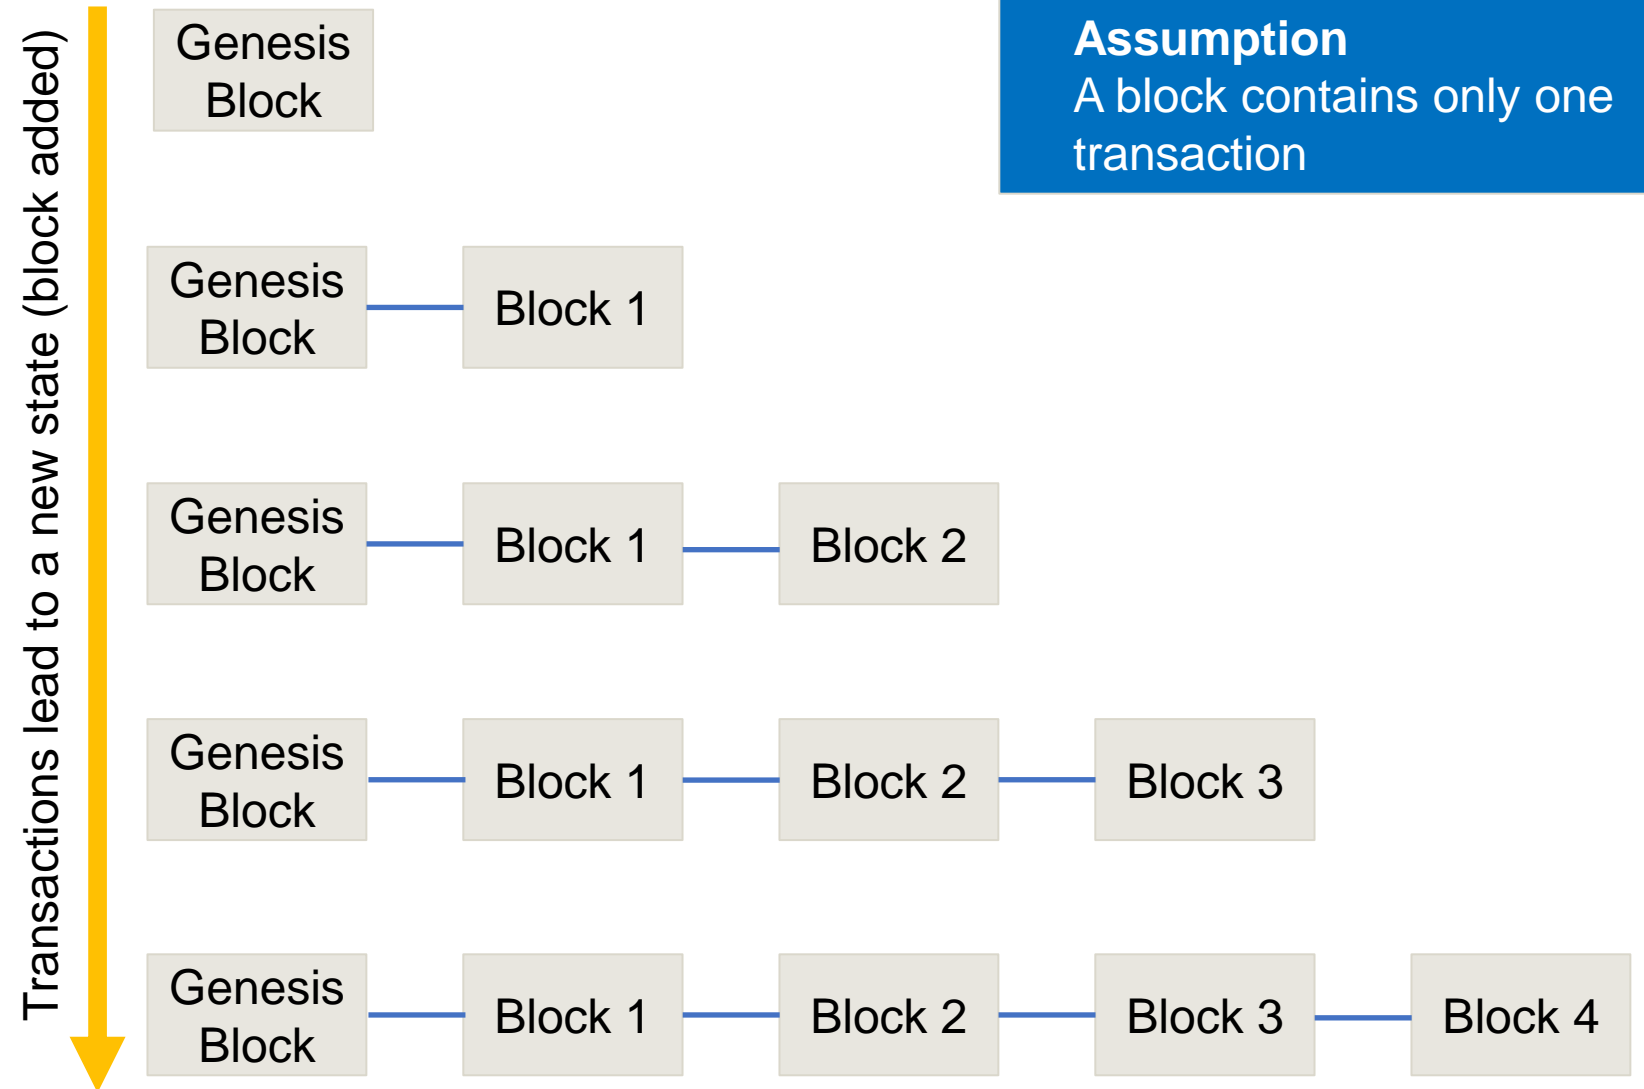 Transactions lead to a new state (block added)
Genesis
Block
Assumption
A block contains only one
transaction
Genesis
Block
Block 1
Genesis
Block
Block 1
Block 2
Genesis
Block
Block 1
Block 2
Block 3
Genesis
Block
Block 1
Block 2
Block 3
Block 4